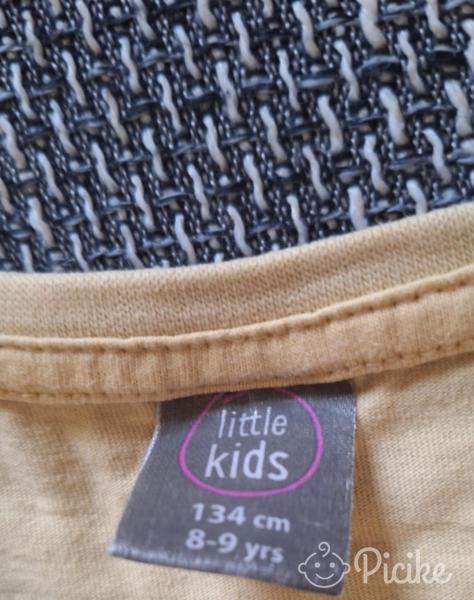 little
kids
134 cm
8-9 yrs
Picike